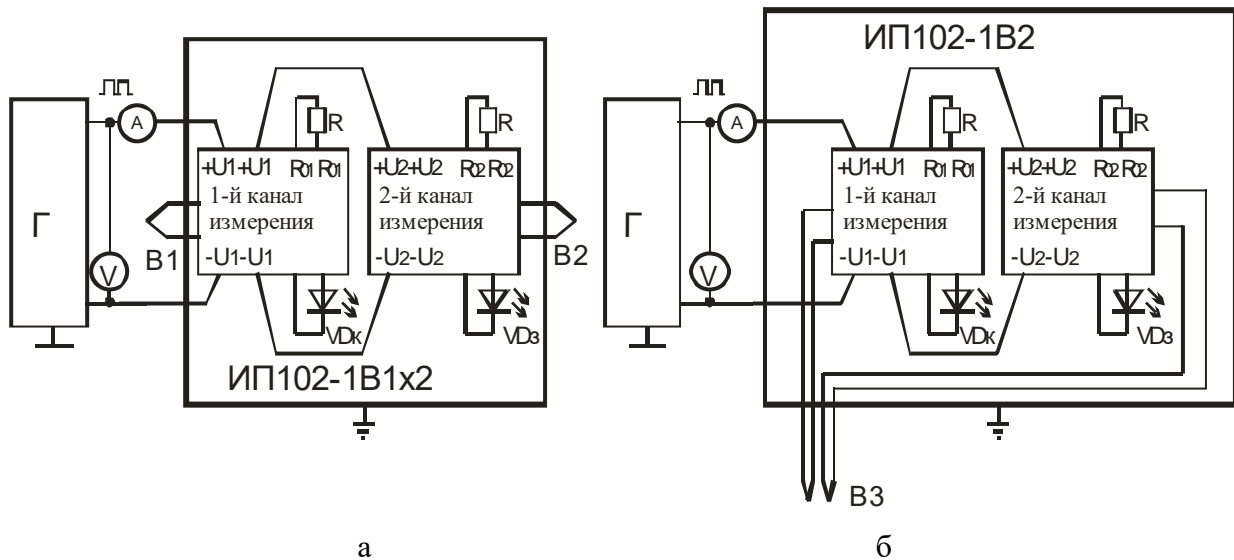 ИП102-1В2
A
R
R
+U1+U1
R01 R01
+U2+U2
R02 R02
1-й канал
измерения
2-й канал
измерения
-U1-U1
-U2-U2
Г
V
В1
В2
VDк
VDз
ИП102-1В1х2
A
R
R
+U1+U1
R01 R01
+U2+U2
R02 R02
1-й канал
измерения
2-й канал
измерения
-U1-U1
-U2-U2
Г
V
VDк
VDз
В3
а
б